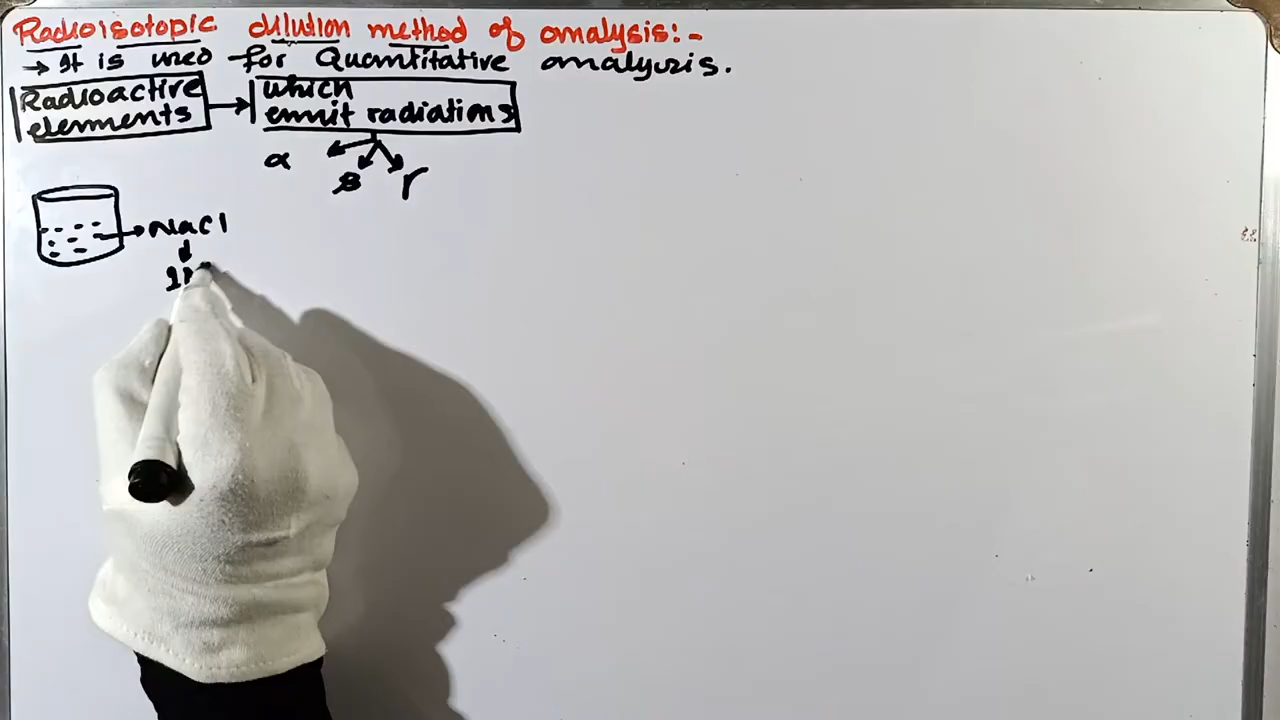 Radioisotopic dilution method of analysis:-
→ It is used for Quantitative analysis.
Radioactive elements → which emit radiations
α β γ
→ NaCl